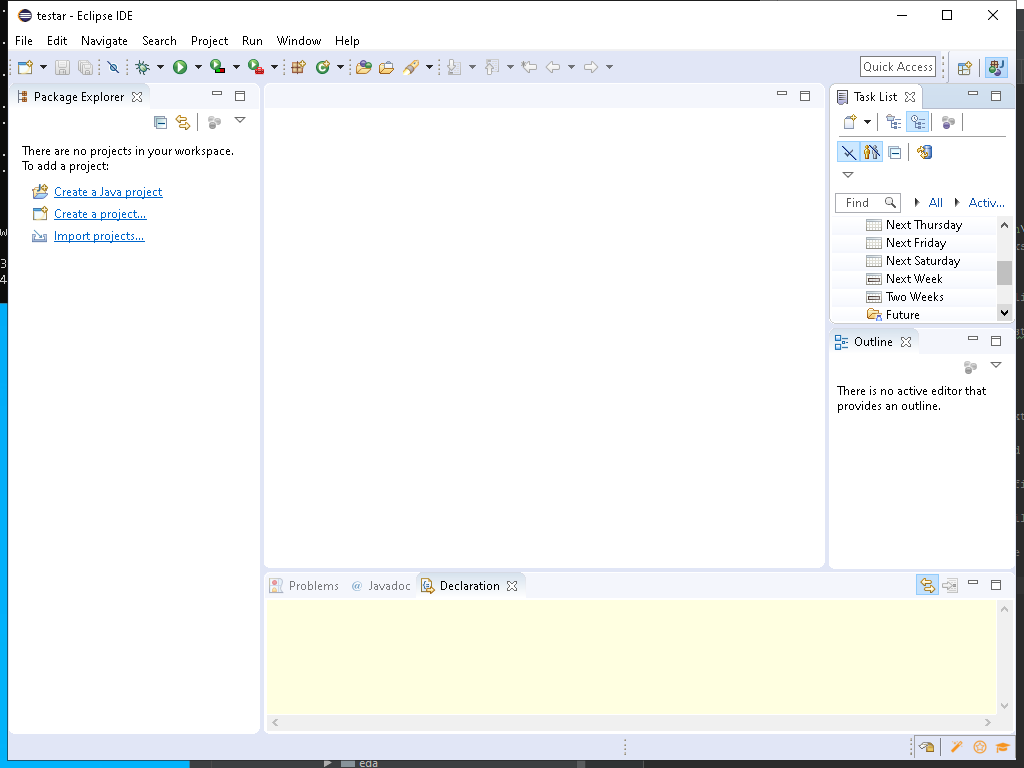 testar - Eclipse IDE
File Edit Navigate Search Project Run Window Help
Quick Access
Package Explorer
There are no projects in your workspace.
To add a project:
Create a Java project
Create a project...
Import projects...
Task List
Find
All
Activ...
Next Thursday
Next Friday
Next Saturday
Next Week
Two Weeks
Future
Outline
There is no active editor that
provides an outline.
Problems
@ Javadoc
Declaration
eda